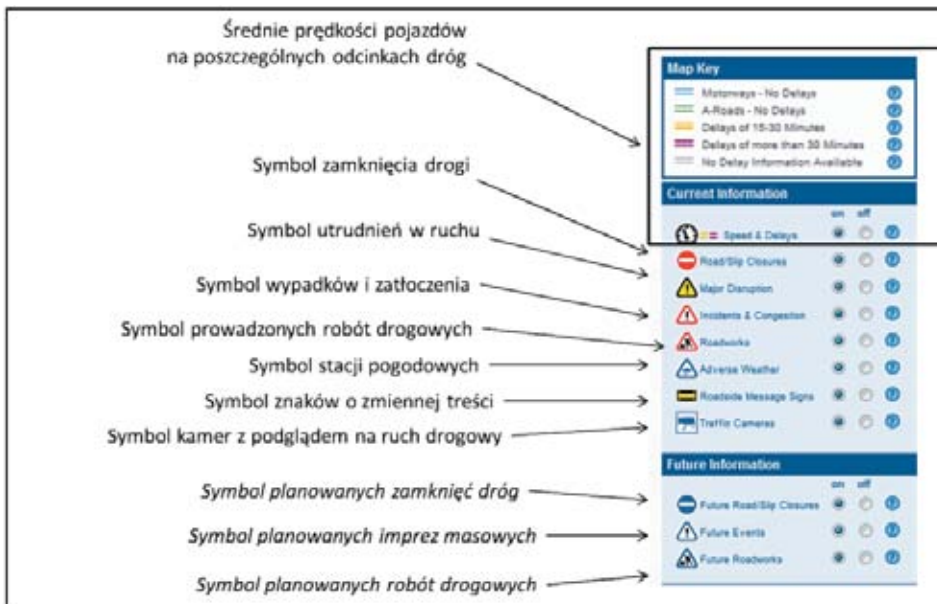 Średnie prędkości pojazdów
na poszczególnych odcinkach dróg
Symbol zamknięcia drogi
Symbol utrudnień w ruchu
Symbol wypadków i zatłoczenia
Symbol prowadzonych robót drogowych
Symbol stacji pogodowych
Symbol znaków o zmiennej treści
Symbol kamer z podglądem na ruch drogowy
Symbol planowanych zamknięć dróg
Symbol planowanych imprez masowych
Symbol planowanych robót drogowych
Map Key
Motorways - No Delays ?
A-Roads - No Delays ?
Delays of 15-30 Minutes ?
Delays of more than 30 Minutes ?
No Delay Information Available ?
Current Information
on off
Speed & Delays ?
Road/Slip Closures ?
Major Disruption ?
Incidents & Congestion ?
Roadworks ?
Adverse Weather ?
Roadside Message Signs ?
Traffic Cameras ?
Future Information
on off
Future Road/Slip Closures ?
Future Events ?
Future Roadworks ?